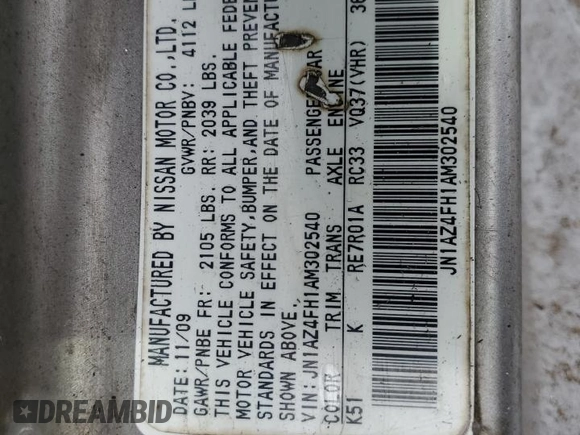 MANUFACTURED BY NISSAN MOTOR CO.,LTD.
DATE: 11/09 GVWR/PNBV: 4112 L
GAWR/PNBE FR: 2105 LBS. RR: 2039 LBS.
THIS VEHICLE CONFORMS TO ALL APPLICABLE FEDE
MOTOR VEHICLE SAFETY,BUMPER,AND THEFT PREVEN
STANDARDS IN EFFECT ON THE DATE OF MANUFACTU
SHOWN ABOVE.
VIN: JN1AZ4FH1AM302540 PASSENGER CAR
COLOR TRIM TRANS AXLE ENGINE
K51 K RE7R01A RC33 VQ37(VHR) 36
JN1AZ4FH1AM302540
DREAMBID